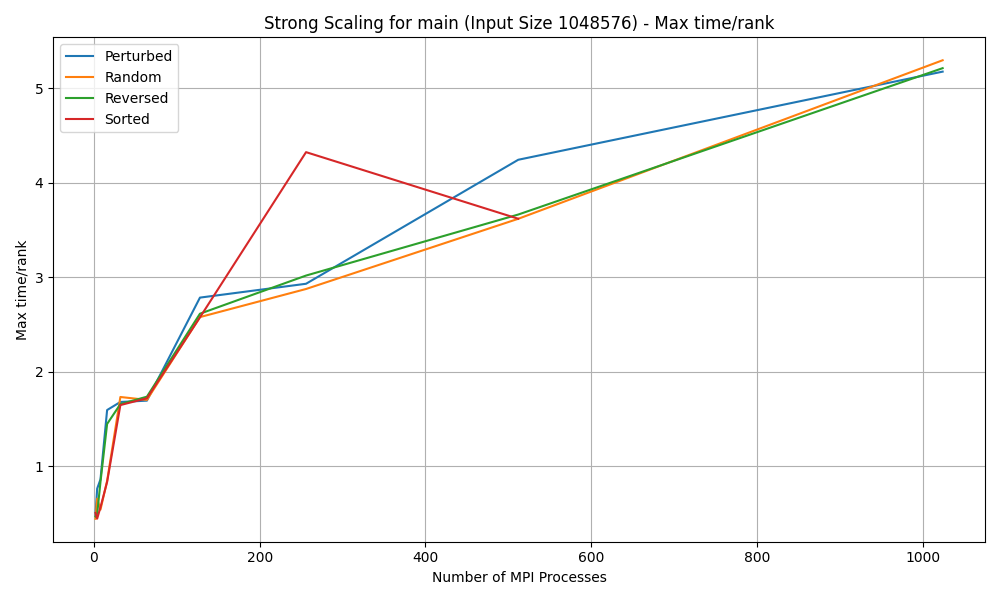 Strong Scaling for main (Input Size 1048576) - Max time/rank
Perturbed
Random
Reversed
Sorted
Max time/rank
5
4
3
2
1
0
200
400
600
800
1000
Number of MPI Processes